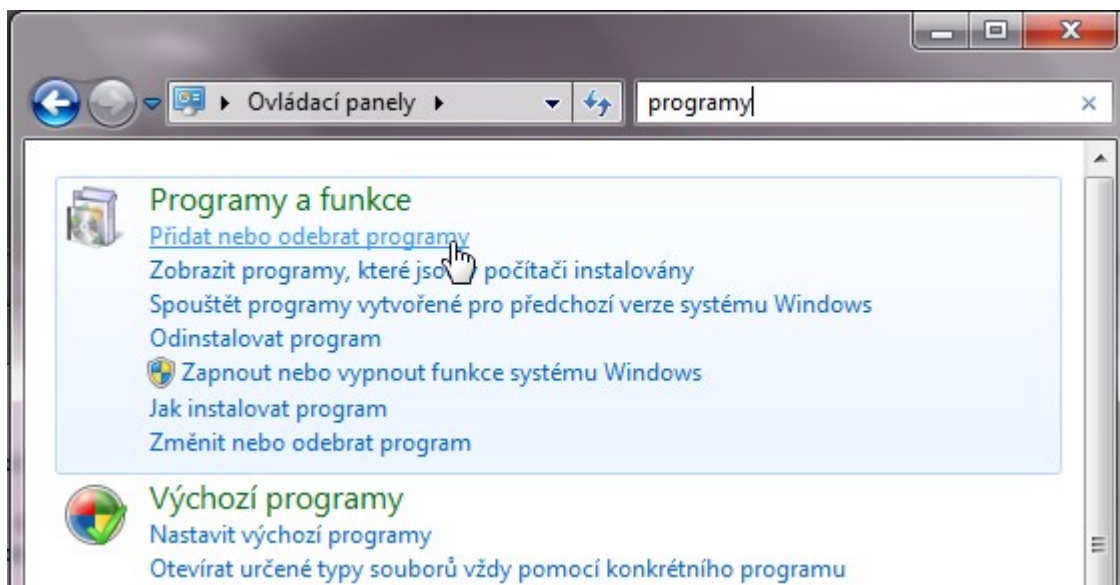 Ovládací panely
programy
Programy a funkce
Přidat nebo odebrat programy
Zobrazit programy, které jso počítači instalovány
Spouštět programy vytvořené pro předchozí verze systému Windows
Odinstalovat program
Zapnout nebo vypnout funkce systému Windows
Jak instalovat program
Změnit nebo odebrat program
Výchozí programy
Nastavit výchozí programy
Otevírat určené typy souborů vždy pomocí konkrétního programu